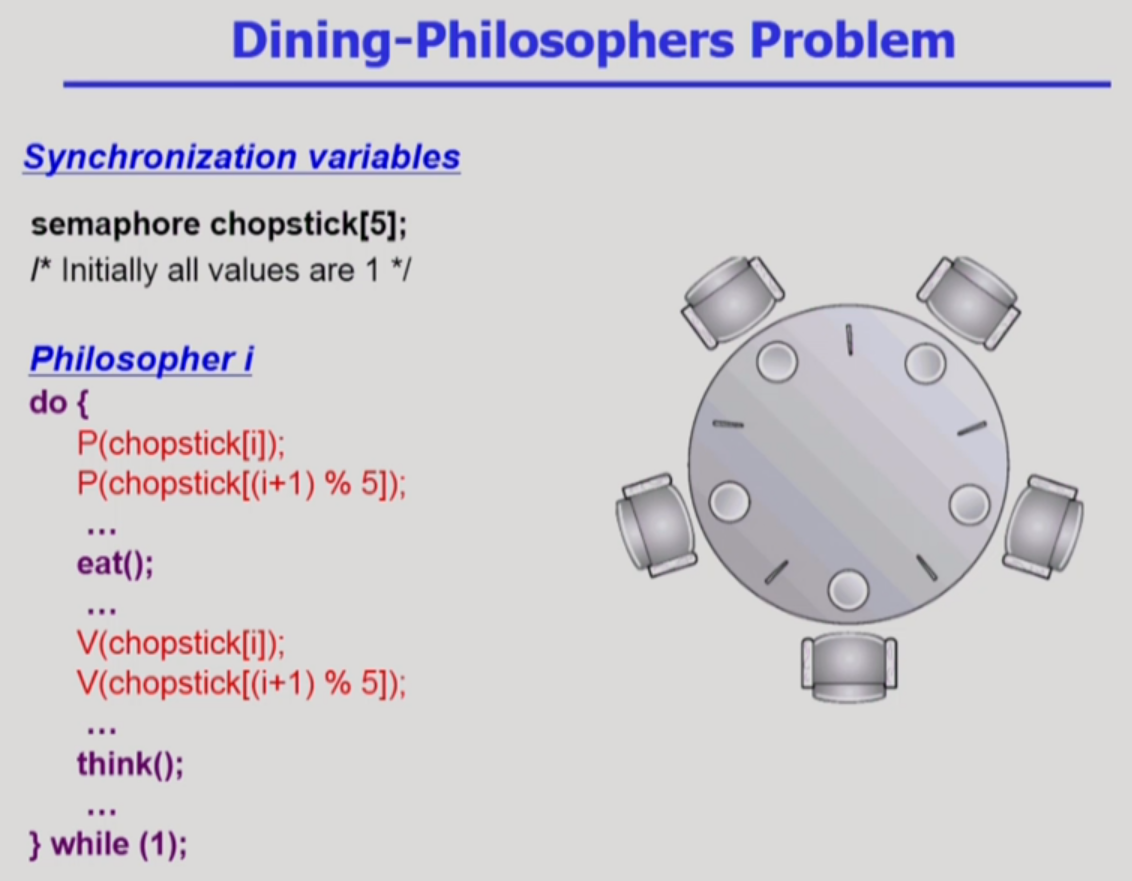 Dining-Philosophers Problem
Synchronization variables
semaphore chopstick[5];
/* Initially all values are 1 */
Philosopher i
do {
P(chopstick[i]);
P(chopstick[(i+1) % 5]);
...
eat();
...
V(chopstick[i]);
V(chopstick[(i+1) % 5]);
...
think();
...
} while (1);